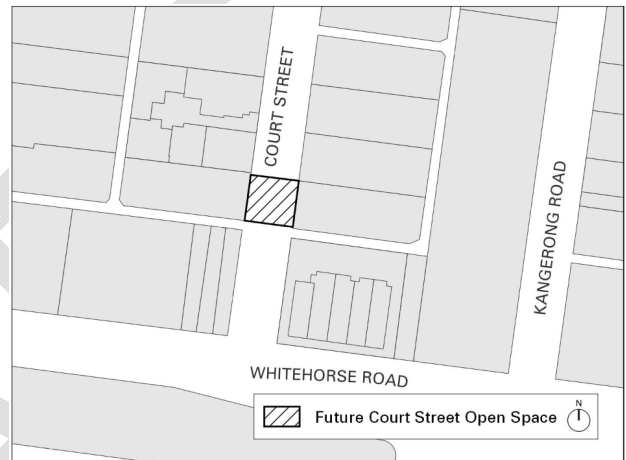 COURT STREET
KANGERONG ROAD
WHITEHORSE ROAD
Future Court Street Open Space
N